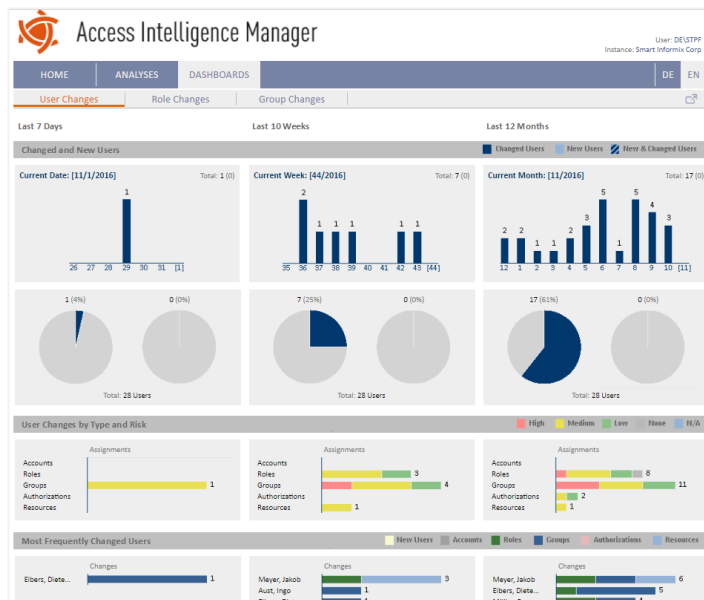 Access Intelligence Manager
User: DE\STPF
Instance: Smart Informix Corp
HOME ANALYSES DASHBOARDS DE EN
User Changes Role Changes Group Changes
Last 7 Days Last 10 Weeks Last 12 Months
Changed and New Users Changed Users New Users New & Changed Users
Current Date: [11/1/2016] Total: 1 (0) Current Week: [44/2016] Total: 7 (0) Current Month: [11/2016] Total: 17 (0)
1 2 1 1 1 1 1 2 2 1 1 2 3 5 1 5 4 3
26 27 28 29 30 31 [1] 35 36 37 38 39 40 41 42 43 [44] 12 1 2 3 4 5 6 7 8 9 10 [11]
1 (4%) 0 (0%) 7 (25%) 0 (0%) 17 (61%) 0 (0%)
Total: 28 Users Total: 28 Users Total: 28 Users
User Changes by Type and Risk High Medium Low None N/A
Assignments Assignments Assignments
Accounts Accounts Accounts
Roles Roles 3 Roles 8
Groups 1 Groups 4 Groups 11
Authorizations Authorizations Authorizations 2
Resources Resources 1 Resources 1
Most Frequently Changed Users New Users Accounts Roles Groups Authorizations Resources
Changes Changes Changes
Elbers, Diete... 1 Meyer, Jakob 3 Meyer, Jakob 6
Aust, Ingo 1 Elbers, Diete... 5